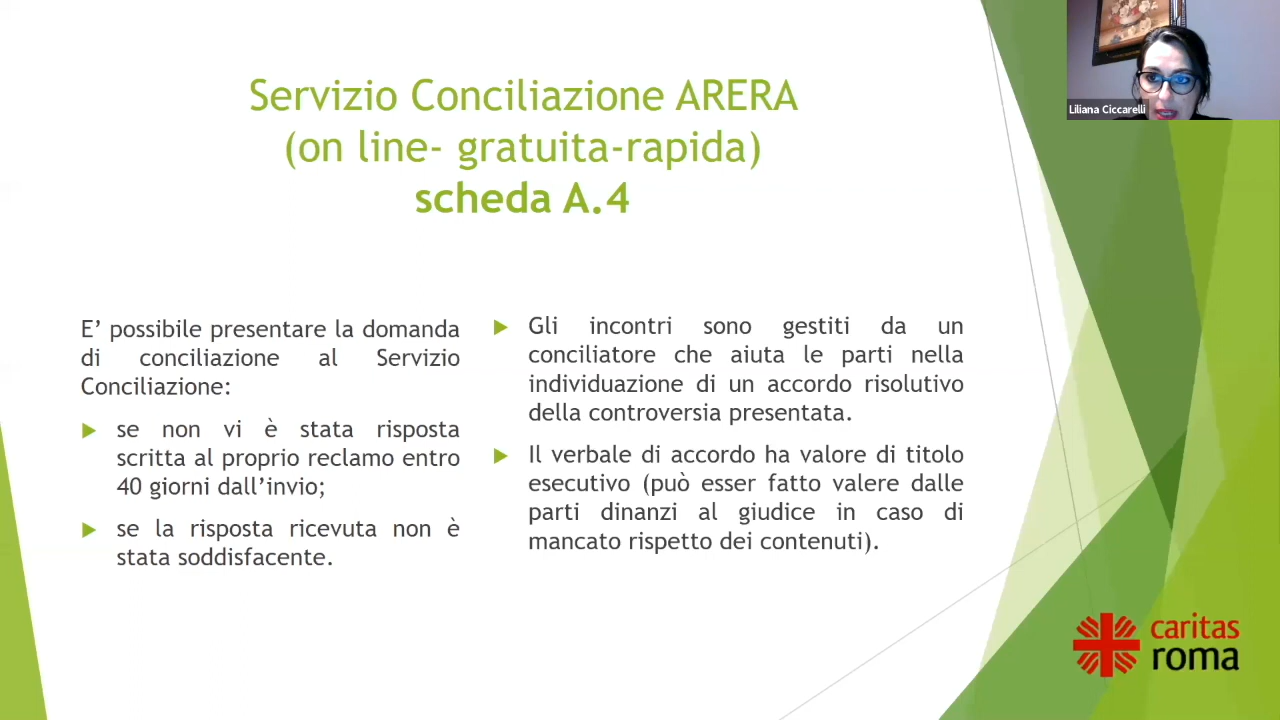 Liliana Ciccarelli
Servizio Conciliazione ARERA
(on line- gratuita-rapida)
scheda A.4
E’ possibile presentare la domanda
di conciliazione al Servizio
Conciliazione:
se non vi è stata risposta
scritta al proprio reclamo entro
40 giorni dall’invio;
se la risposta ricevuta non è
stata soddisfacente.
Gli incontri sono gestiti da un
conciliatore che aiuta le parti nella
individuazione di un accordo risolutivo
della controversia presentata.
Il verbale di accordo ha valore di titolo
esecutivo (può esser fatto valere dalle
parti dinanzi al giudice in caso di
mancato rispetto dei contenuti).
caritas
roma